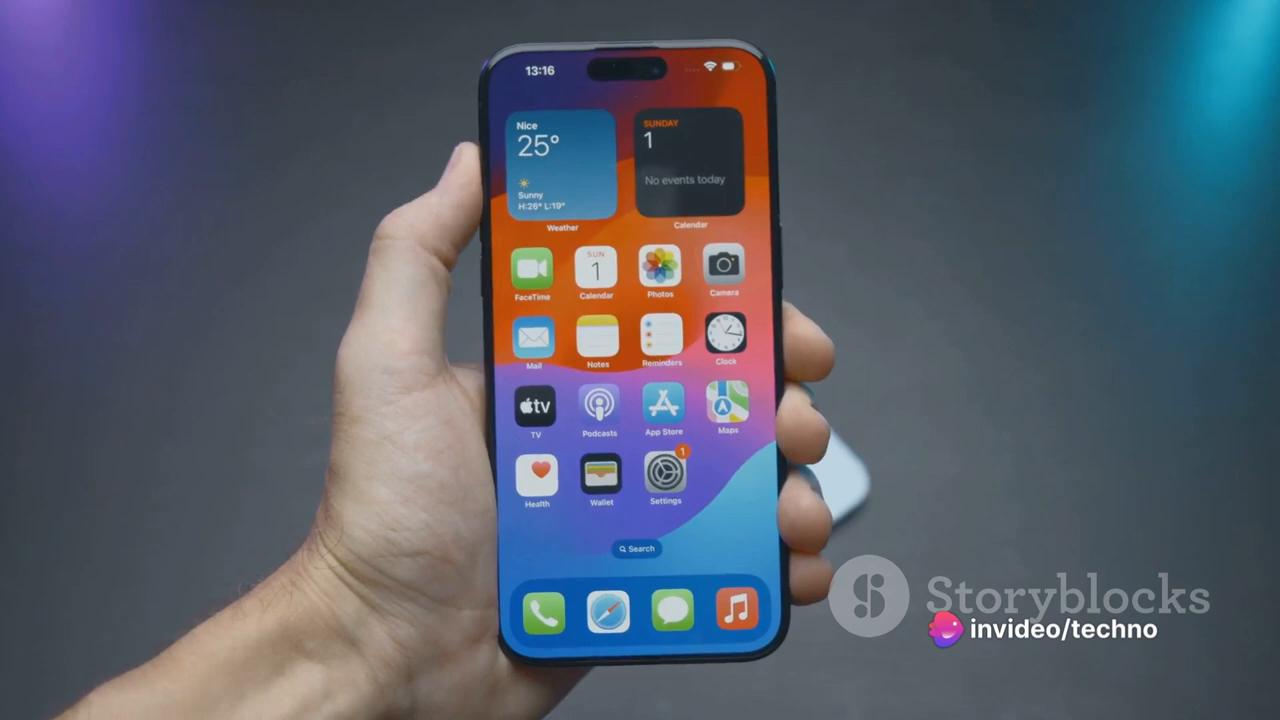 13:16
Nice
25°
Sunny
H:26° L:19°
Weather
SUNDAY
1
No events today
Calendar
FaceTime
SUN
1
Calendar
Photos
Camera
Mail
Notes
Reminders
Clock
tv
TV
Podcasts
App Store
Maps
Health
Wallet
1
Settings
Search
Storyblocks
invideo/techno